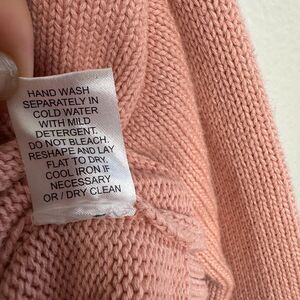 HAND WASH
SEPARATELY IN
COLD WATER
WITH MILD
DETERGENT.
DO NOT BLEACH.
RESHAPE AND LAY
FLAT TO DRY.
COOL IRON IF
NECESSARY
OR / DRY CLEAN